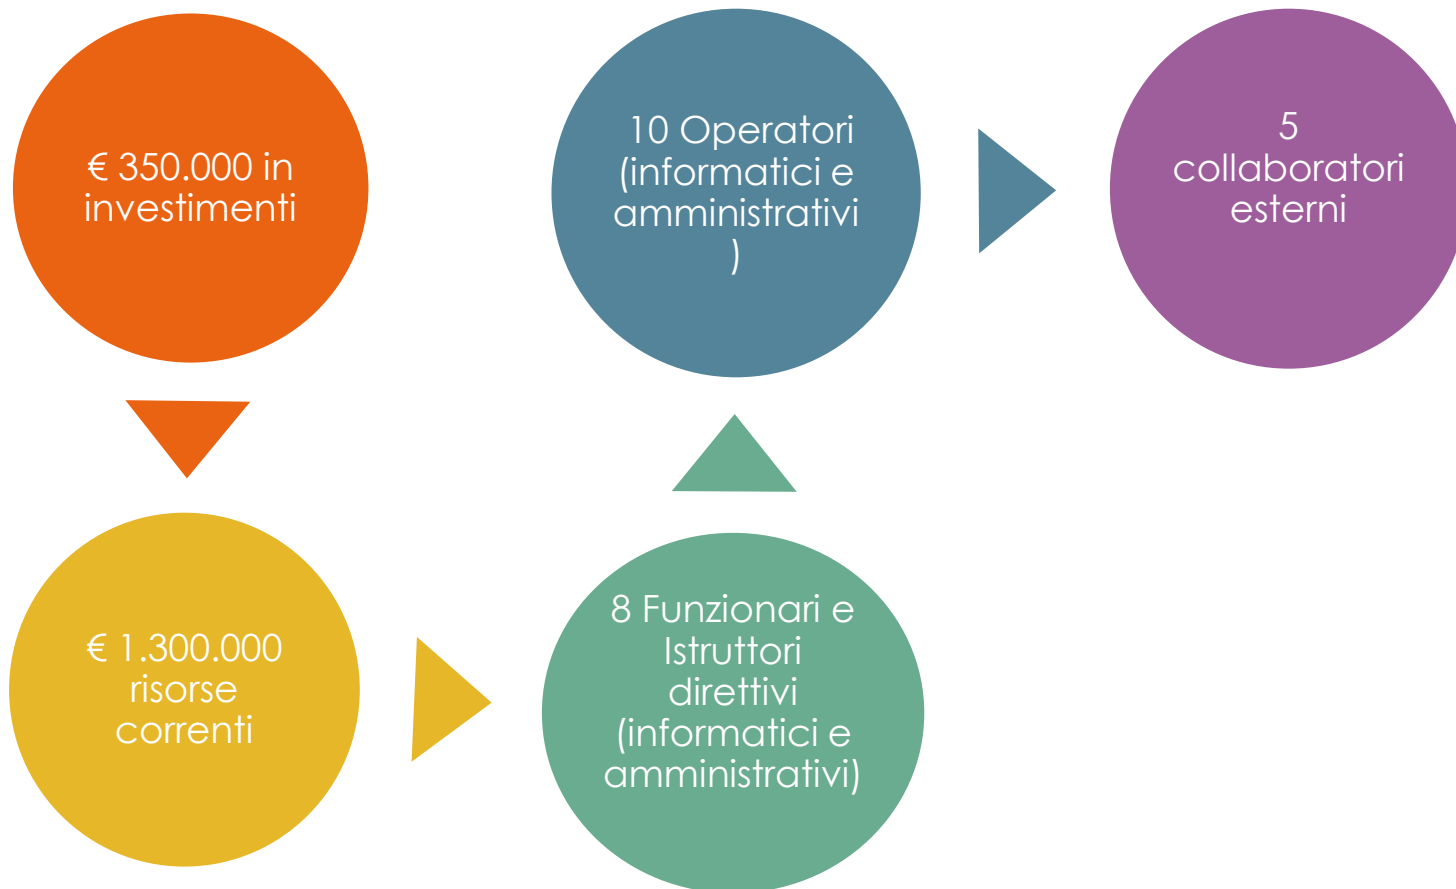 € 350.000 in
investimenti
€ 1.300.000
risorse
correnti
8 Funzionari e
Istruttori
direttivi
(informatici e
amministrativi)
10 Operatori
(informatici e
amministrativi
)
5
collaboratori
esterni